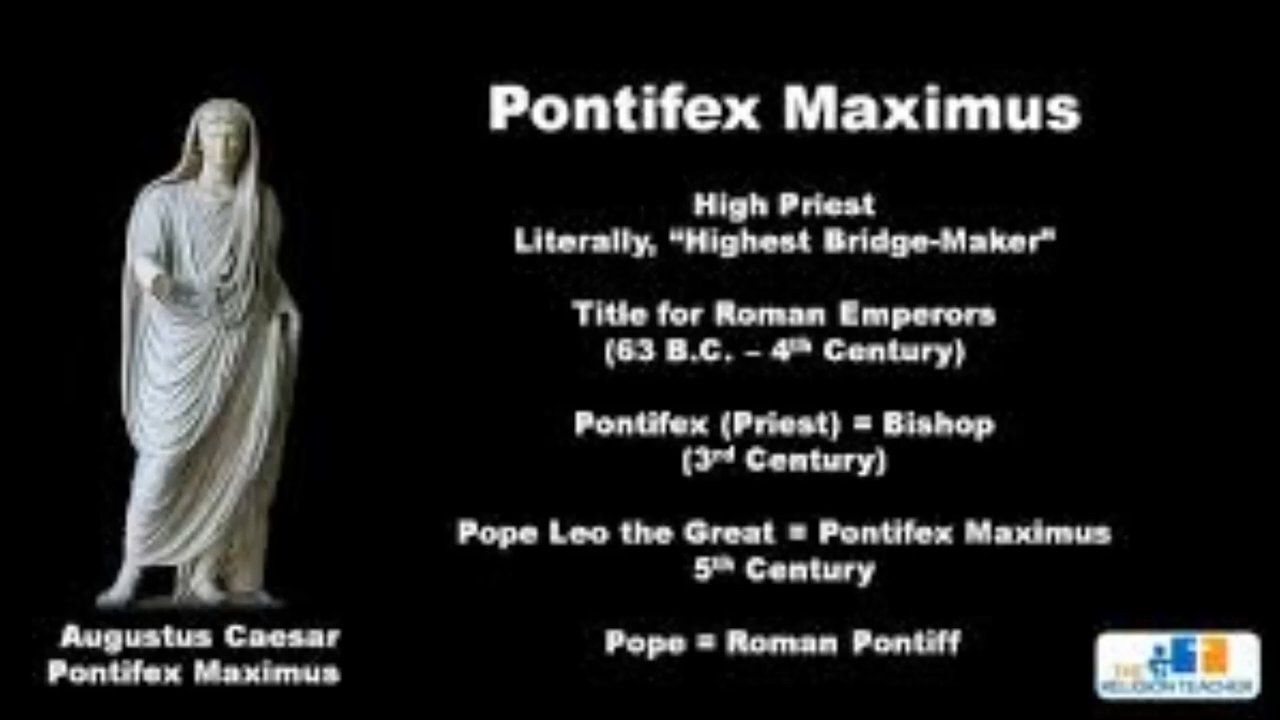 Pontifex Maximus
High Priest
Literally, “Highest Bridge-Maker”
Title for Roman Emperors
(63 B.C. – 4th Century)
Pontifex (Priest) = Bishop
(3rd Century)
Pope Leo the Great = Pontifex Maximus
5th Century
Pope = Roman Pontiff
Augustus Caesar
Pontifex Maximus
THE
RELIGION TEACHER